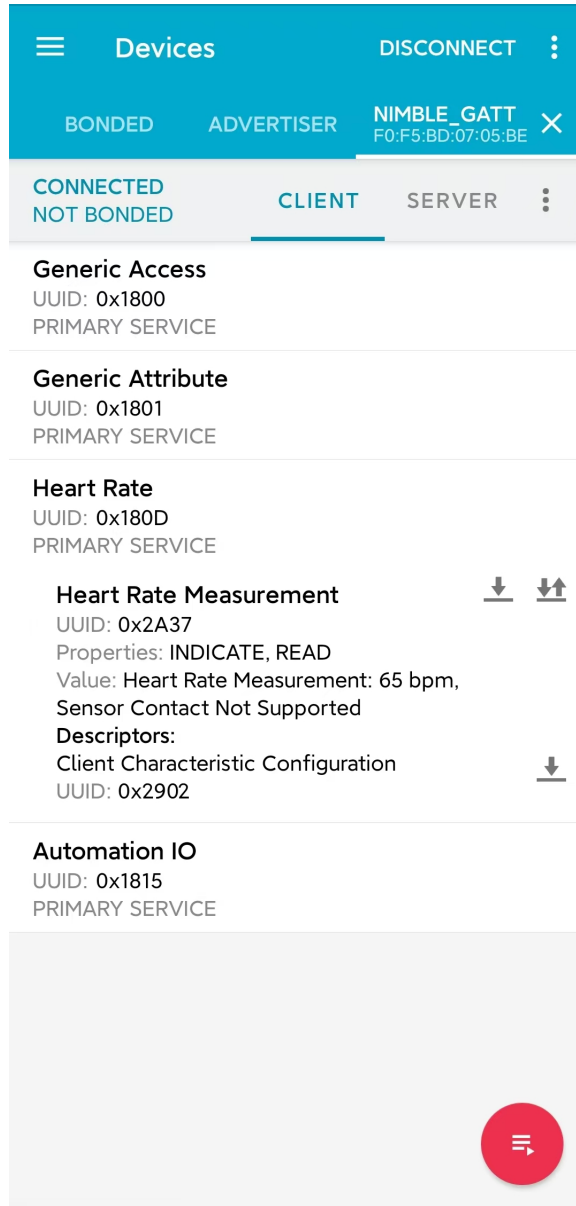 Devices
DISCONNECT
BONDED
ADVERTISER
NIMBLE_GATT
F0:F5:BD:07:05:BE
CONNECTED
NOT BONDED
CLIENT
SERVER
Generic Access
UUID: 0x1800
PRIMARY SERVICE
Generic Attribute
UUID: 0x1801
PRIMARY SERVICE
Heart Rate
UUID: 0x180D
PRIMARY SERVICE
Heart Rate Measurement
UUID: 0x2A37
Properties: INDICATE, READ
Value: Heart Rate Measurement: 65 bpm,
Sensor Contact Not Supported
Descriptors:
Client Characteristic Configuration
UUID: 0x2902
Automation IO
UUID: 0x1815
PRIMARY SERVICE